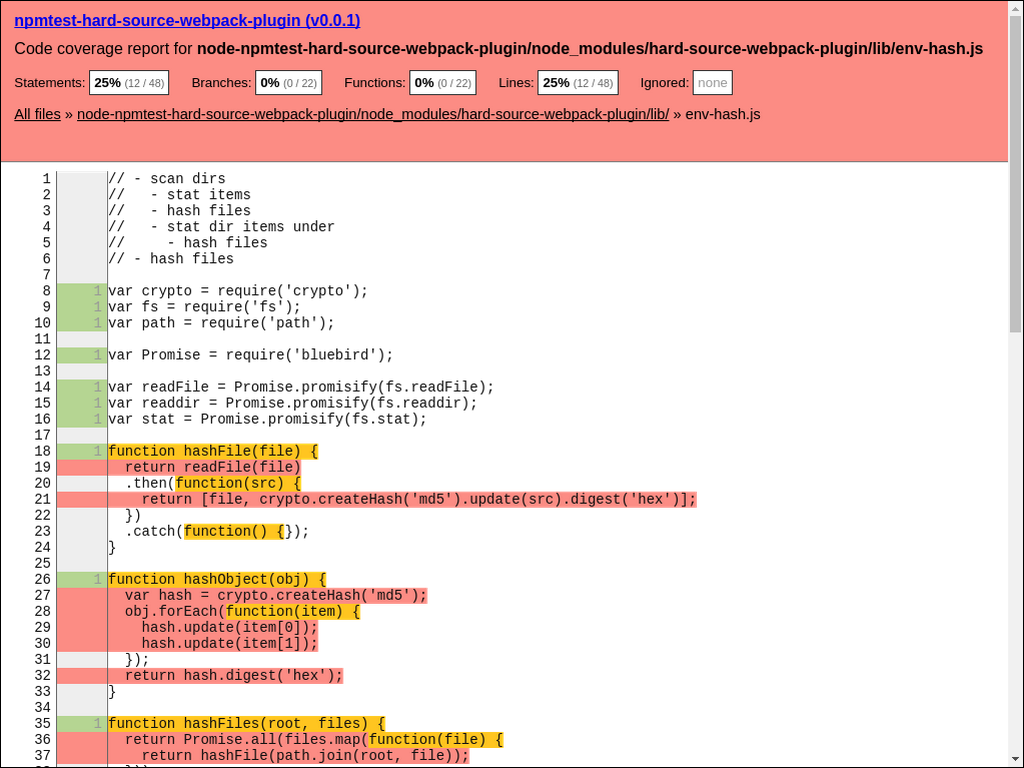 npmtest-hard-source-webpack-plugin (v0.0.1)
Code coverage report for node-npmtest-hard-source-webpack-plugin/node_modules/hard-source-webpack-plugin/lib/env-hash.js
Statements: 25% (12 / 48) Branches: 0% (0 / 22) Functions: 0% (0 / 22) Lines: 25% (12 / 48) Ignored: none
All files » node-npmtest-hard-source-webpack-plugin/node_modules/hard-source-webpack-plugin/lib/ » env-hash.js
1 // - scan dirs
2 //   - stat items
3 //   - hash files
4 //   - stat dir items under
5 //     - hash files
6 // - hash files
7
8 1 var crypto = require('crypto');
9 1 var fs = require('fs');
10 1 var path = require('path');
11
12 1 var Promise = require('bluebird');
13
14 1 var readFile = Promise.promisify(fs.readFile);
15 1 var readdir = Promise.promisify(fs.readdir);
16 1 var stat = Promise.promisify(fs.stat);
17
18 1 function hashFile(file) {
19   return readFile(file)
20   .then(function(src) {
21     return [file, crypto.createHash('md5').update(src).digest('hex')];
22   })
23   .catch(function() {});
24 }
25
26 1 function hashObject(obj) {
27   var hash = crypto.createHash('md5');
28   obj.forEach(function(item) {
29     hash.update(item[0]);
30     hash.update(item[1]);
31   });
32   return hash.digest('hex');
33 }
34
35 1 function hashFiles(root, files) {
36   return Promise.all(files.map(function(file) {
37     return hashFile(path.join(root, file));